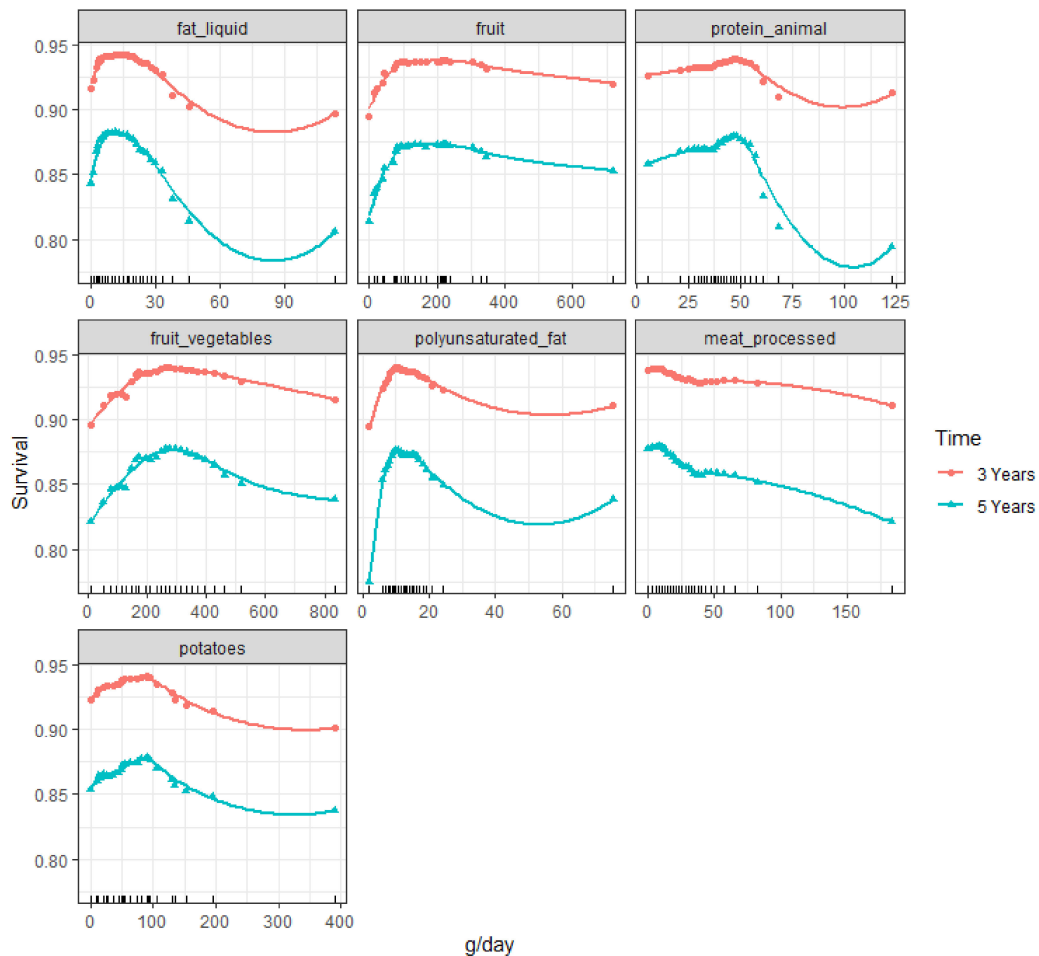 fat_liquid fruit protein_animal
0.95
0.90
0.85
0.80
0 30 60 90 0 200 400 600 0 25 50 75 100 125
fruit_vegetables polyunsaturated_fat meat_processed
0.95
0.90
0.85
0.80
0 200 400 600 800 0 20 40 60 0 50 100 150
potatoes
0.95
0.90
0.85
0.80
0 100 200 300 400
Survival
g/day
Time
3 Years
5 Years